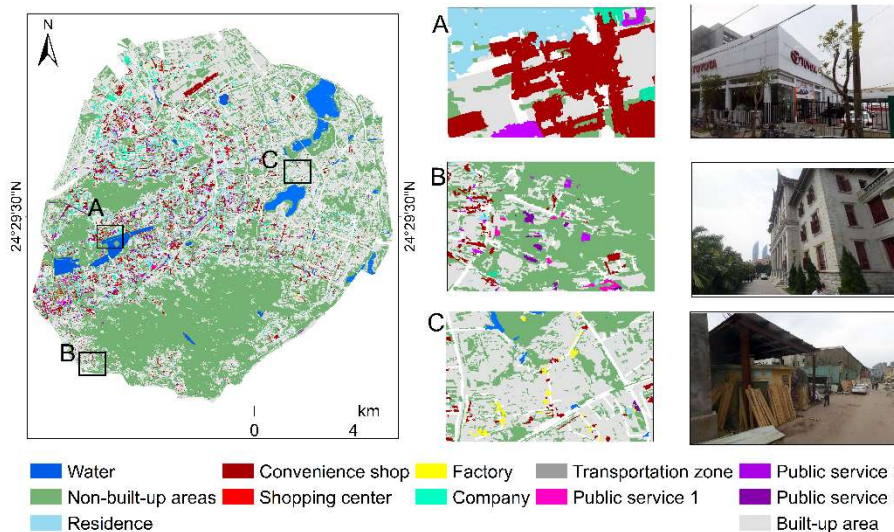 N
A
B
C
24°29'30"N
24°29'30"N
A
B
C
km
0 4
A
TOYOTA
TOYOTA
B
C
Water
Convenience shop
Factory
Transportation zone
Public service
Non-built-up areas
Shopping center
Company
Public service 1
Public service
Residence
Built-up area